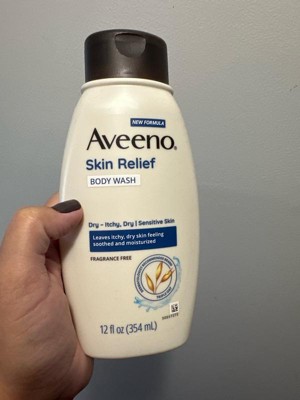 NEW FORMULA
Aveeno®
Skin Relief
BODY WASH
Dry – Itchy, Dry | Sensitive Skin
Leaves itchy, dry skin feeling
soothed and moisturized
FRAGRANCE FREE
12 fl oz (354 mL)